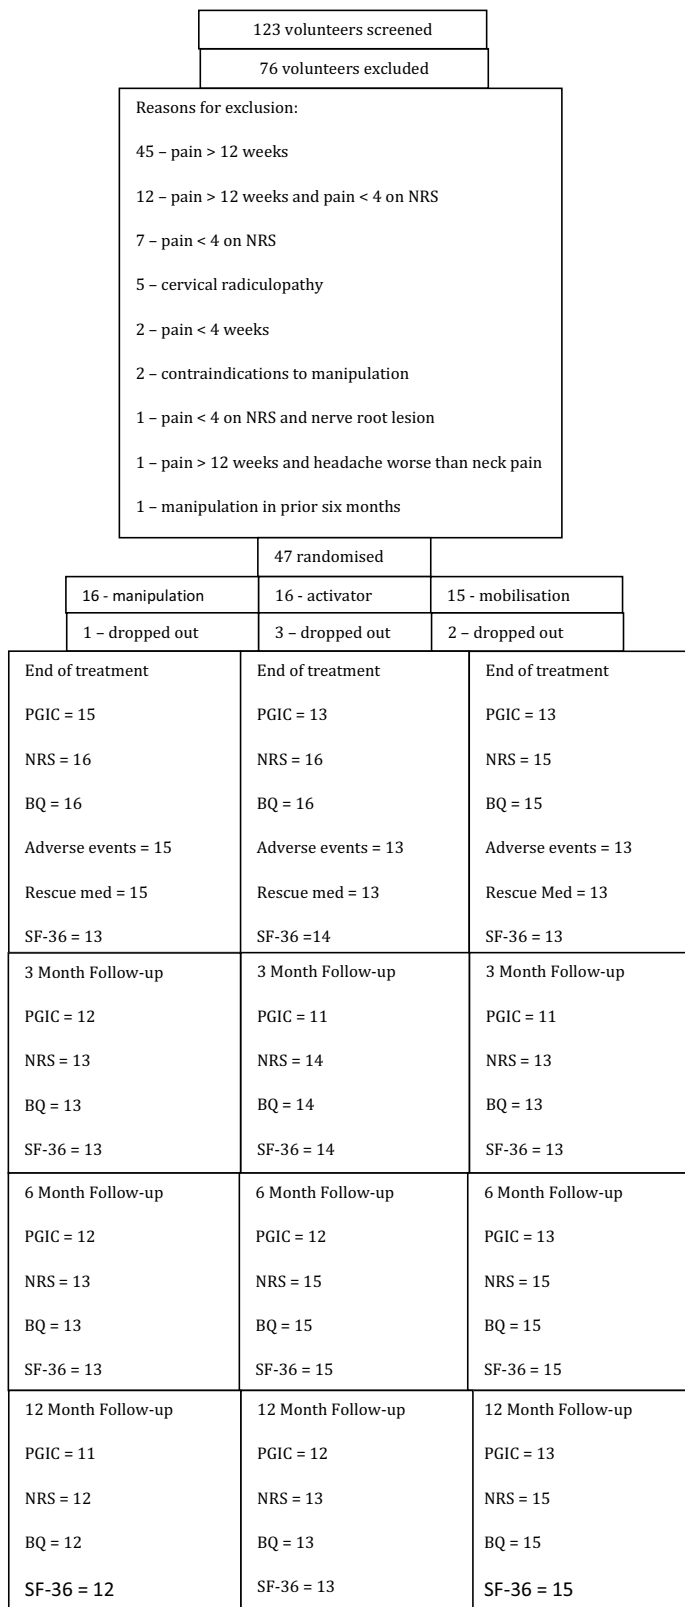 123 volunteers screened
76 volunteers excluded
Reasons for exclusion:
45 – pain > 12 weeks
12 – pain > 12 weeks and pain < 4 on NRS
7 – pain < 4 on NRS
5 – cervical radiculopathy
2 – pain < 4 weeks
2 – contraindications to manipulation
1 – pain < 4 on NRS and nerve root lesion
1 – pain > 12 weeks and headache worse than neck pain
1 – manipulation in prior six months
47 randomised
16 - manipulation
16 - activator
15 - mobilisation
1 – dropped out
3 – dropped out
2 – dropped out
End of treatment
PGIC = 15
NRS = 16
BQ = 16
Adverse events = 15
Rescue med = 15
SF-36 = 13
End of treatment
PGIC = 13
NRS = 16
BQ = 16
Adverse events = 13
Rescue med = 13
SF-36 =14
End of treatment
PGIC = 13
NRS = 15
BQ = 15
Adverse events = 13
Rescue Med = 13
SF-36 = 13
3 Month Follow-up
PGIC = 12
NRS = 13
BQ = 13
SF-36 = 13
3 Month Follow-up
PGIC = 11
NRS = 14
BQ = 14
SF-36 = 14
3 Month Follow-up
PGIC = 11
NRS = 13
BQ = 13
SF-36 = 13
6 Month Follow-up
PGIC = 12
NRS = 13
BQ = 13
SF-36 = 13
6 Month Follow-up
PGIC = 12
NRS = 15
BQ = 15
SF-36 = 15
6 Month Follow-up
PGIC = 13
NRS = 15
BQ = 15
SF-36 = 15
12 Month Follow-up
PGIC = 11
NRS = 12
BQ = 12
SF-36 = 12
12 Month Follow-up
PGIC = 12
NRS = 13
BQ = 13
SF-36 = 13
12 Month Follow-up
PGIC = 13
NRS = 15
BQ = 15
SF-36 = 15